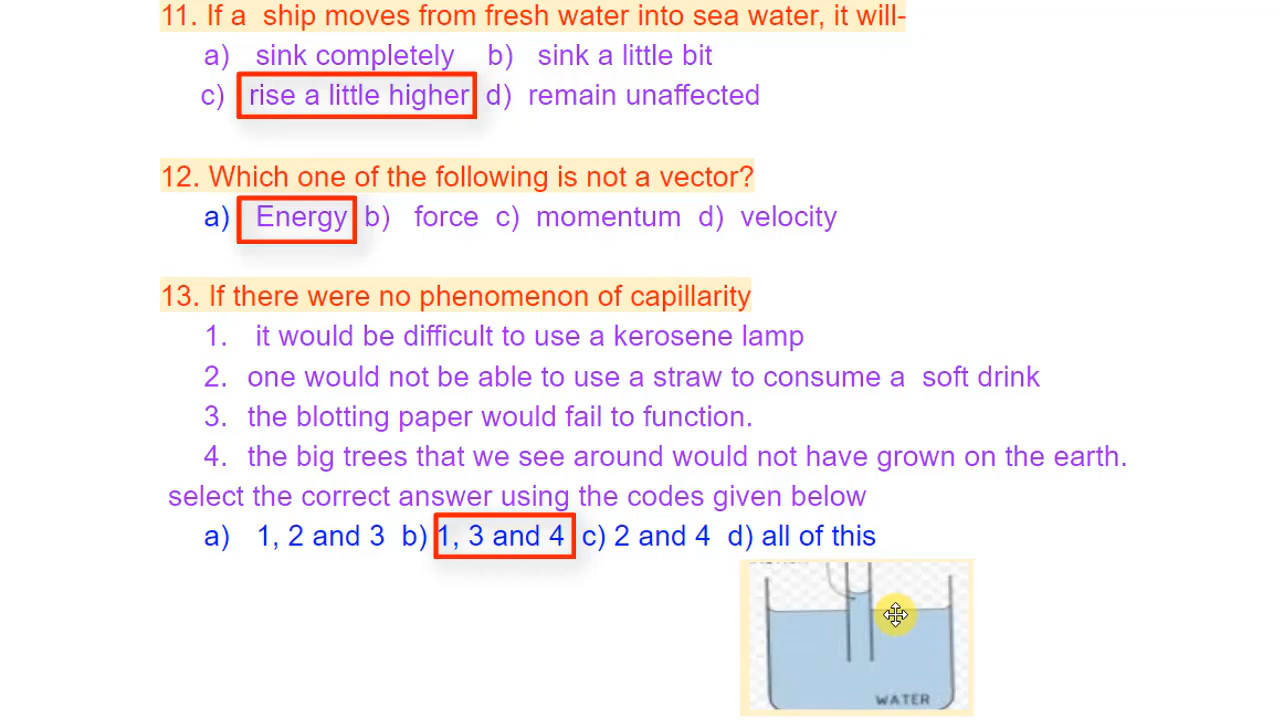 11. If a ship moves from fresh water into sea water, it will-
a) sink completely b) sink a little bit
c) rise a little higher d) remain unaffected
12. Which one of the following is not a vector?
a) Energy b) force c) momentum d) velocity
13. If there were no phenomenon of capillarity
1. it would be difficult to use a kerosene lamp
2. one would not be able to use a straw to consume a soft drink
3. the blotting paper would fail to function.
4. the big trees that we see around would not have grown on the earth.
select the correct answer using the codes given below
a) 1, 2 and 3 b) 1, 3 and 4 c) 2 and 4 d) all of this
WATER